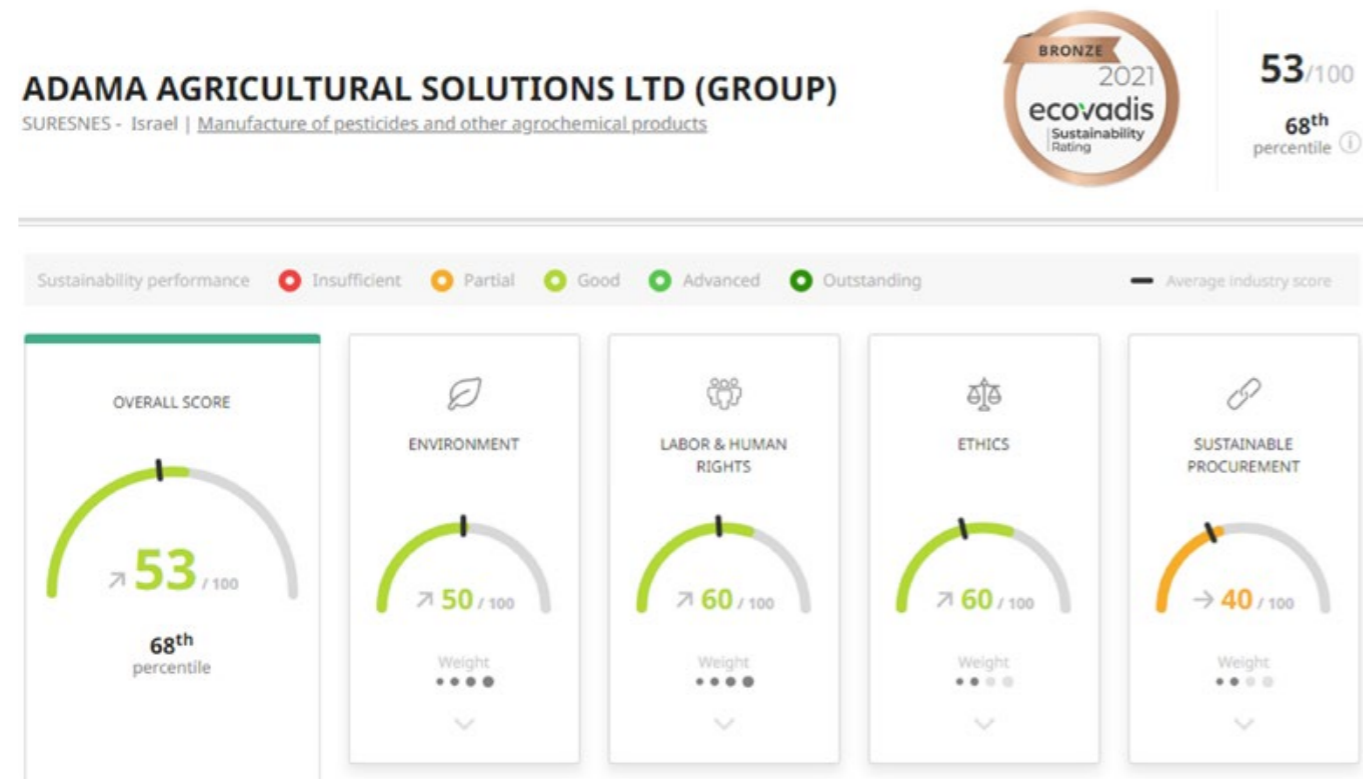 ADAMA AGRICULTURAL SOLUTIONS LTD (GROUP)
SURESNES - Israel | Manufacture of pesticides and other agrochemical products
BRONZE
2021
ecovadis
Sustainability
Rating
53/100
68th
percentile
Sustainability performance Insufficient Partial Good Advanced Outstanding Average industry score
OVERALL SCORE
53 / 100
68th
percentile
ENVIRONMENT
50 / 100
Weight
LABOR & HUMAN
RIGHTS
60 / 100
Weight
ETHICS
60 / 100
Weight
SUSTAINABLE
PROCUREMENT
40 / 100
Weight